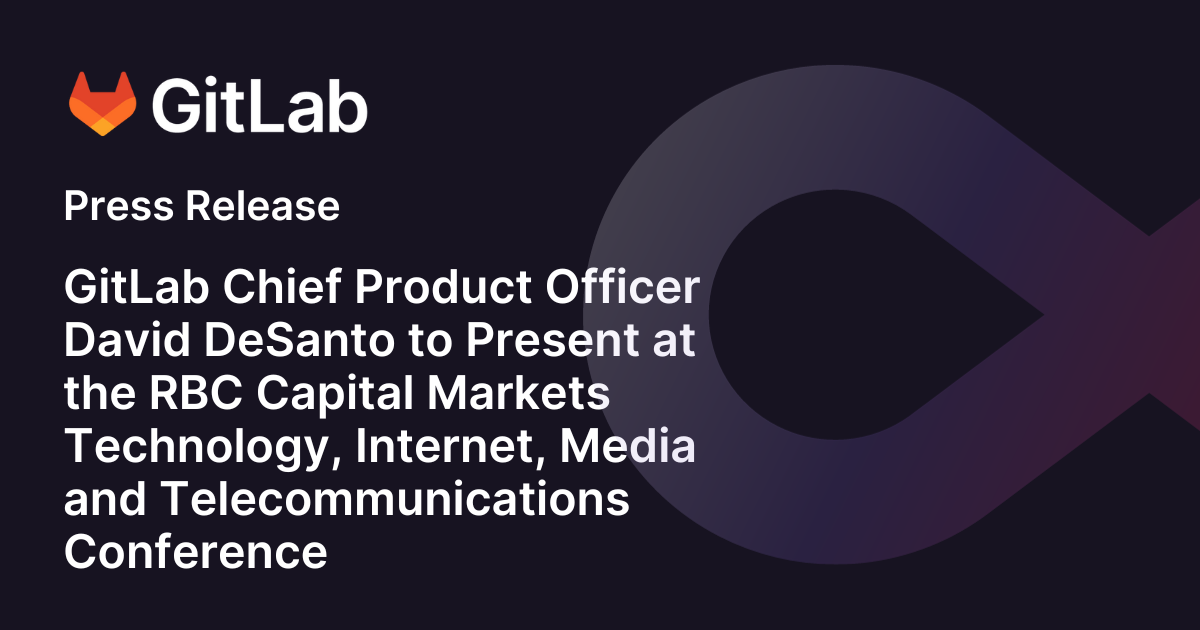 GitLab
Press Release
GitLab Chief Product Officer
David DeSanto to Present at
the RBC Capital Markets
Technology, Internet, Media
and Telecommunications
Conference